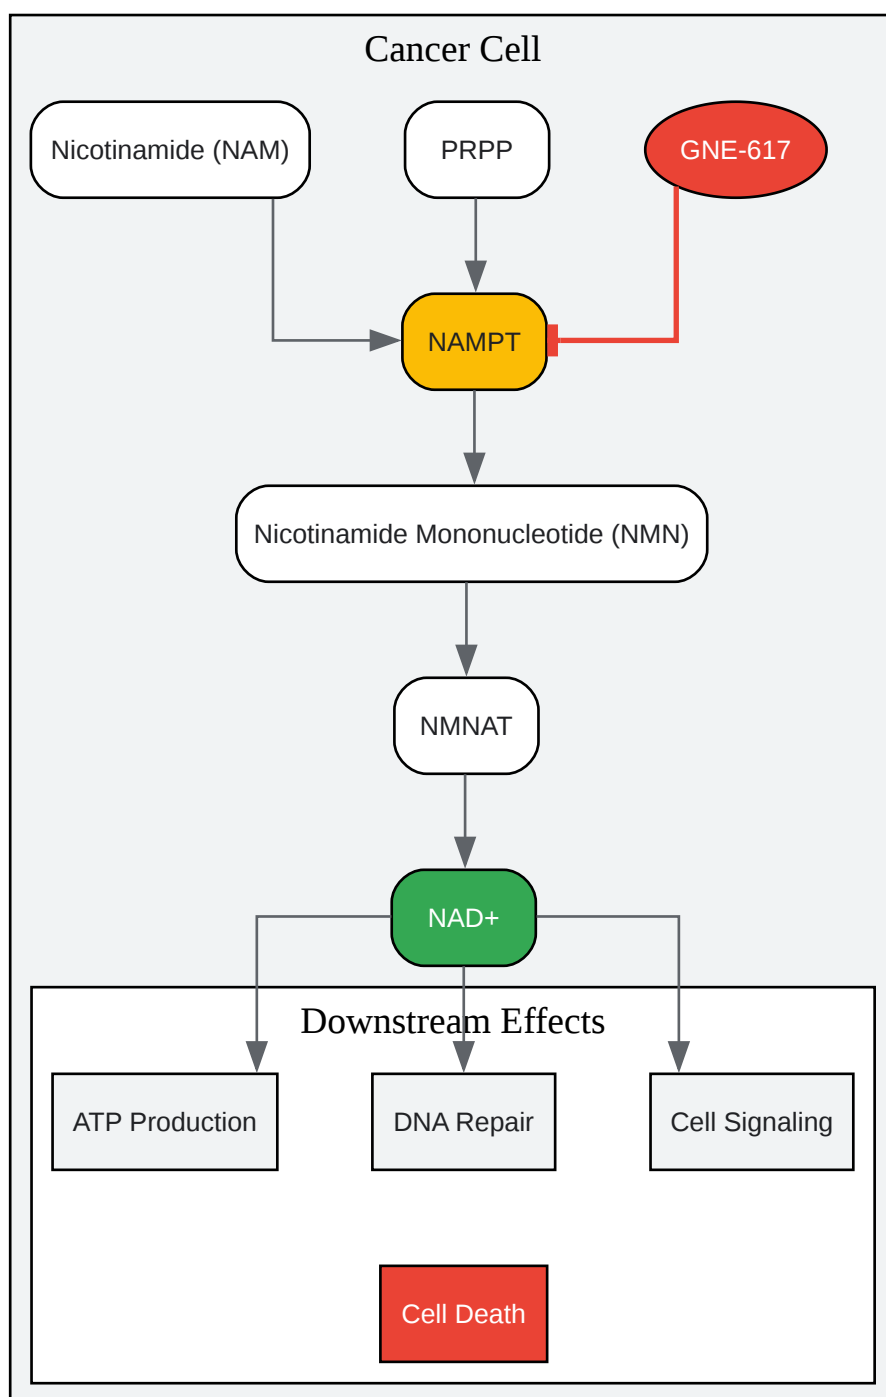 Cancer Cell
Nicotinamide (NAM)
PRPP
GNE-617
NAMPT
Nicotinamide Mononucleotide (NMN)
NMNAT
NAD+
Downstream Effects
ATP Production
DNA Repair
Cell Signaling
Cell Death